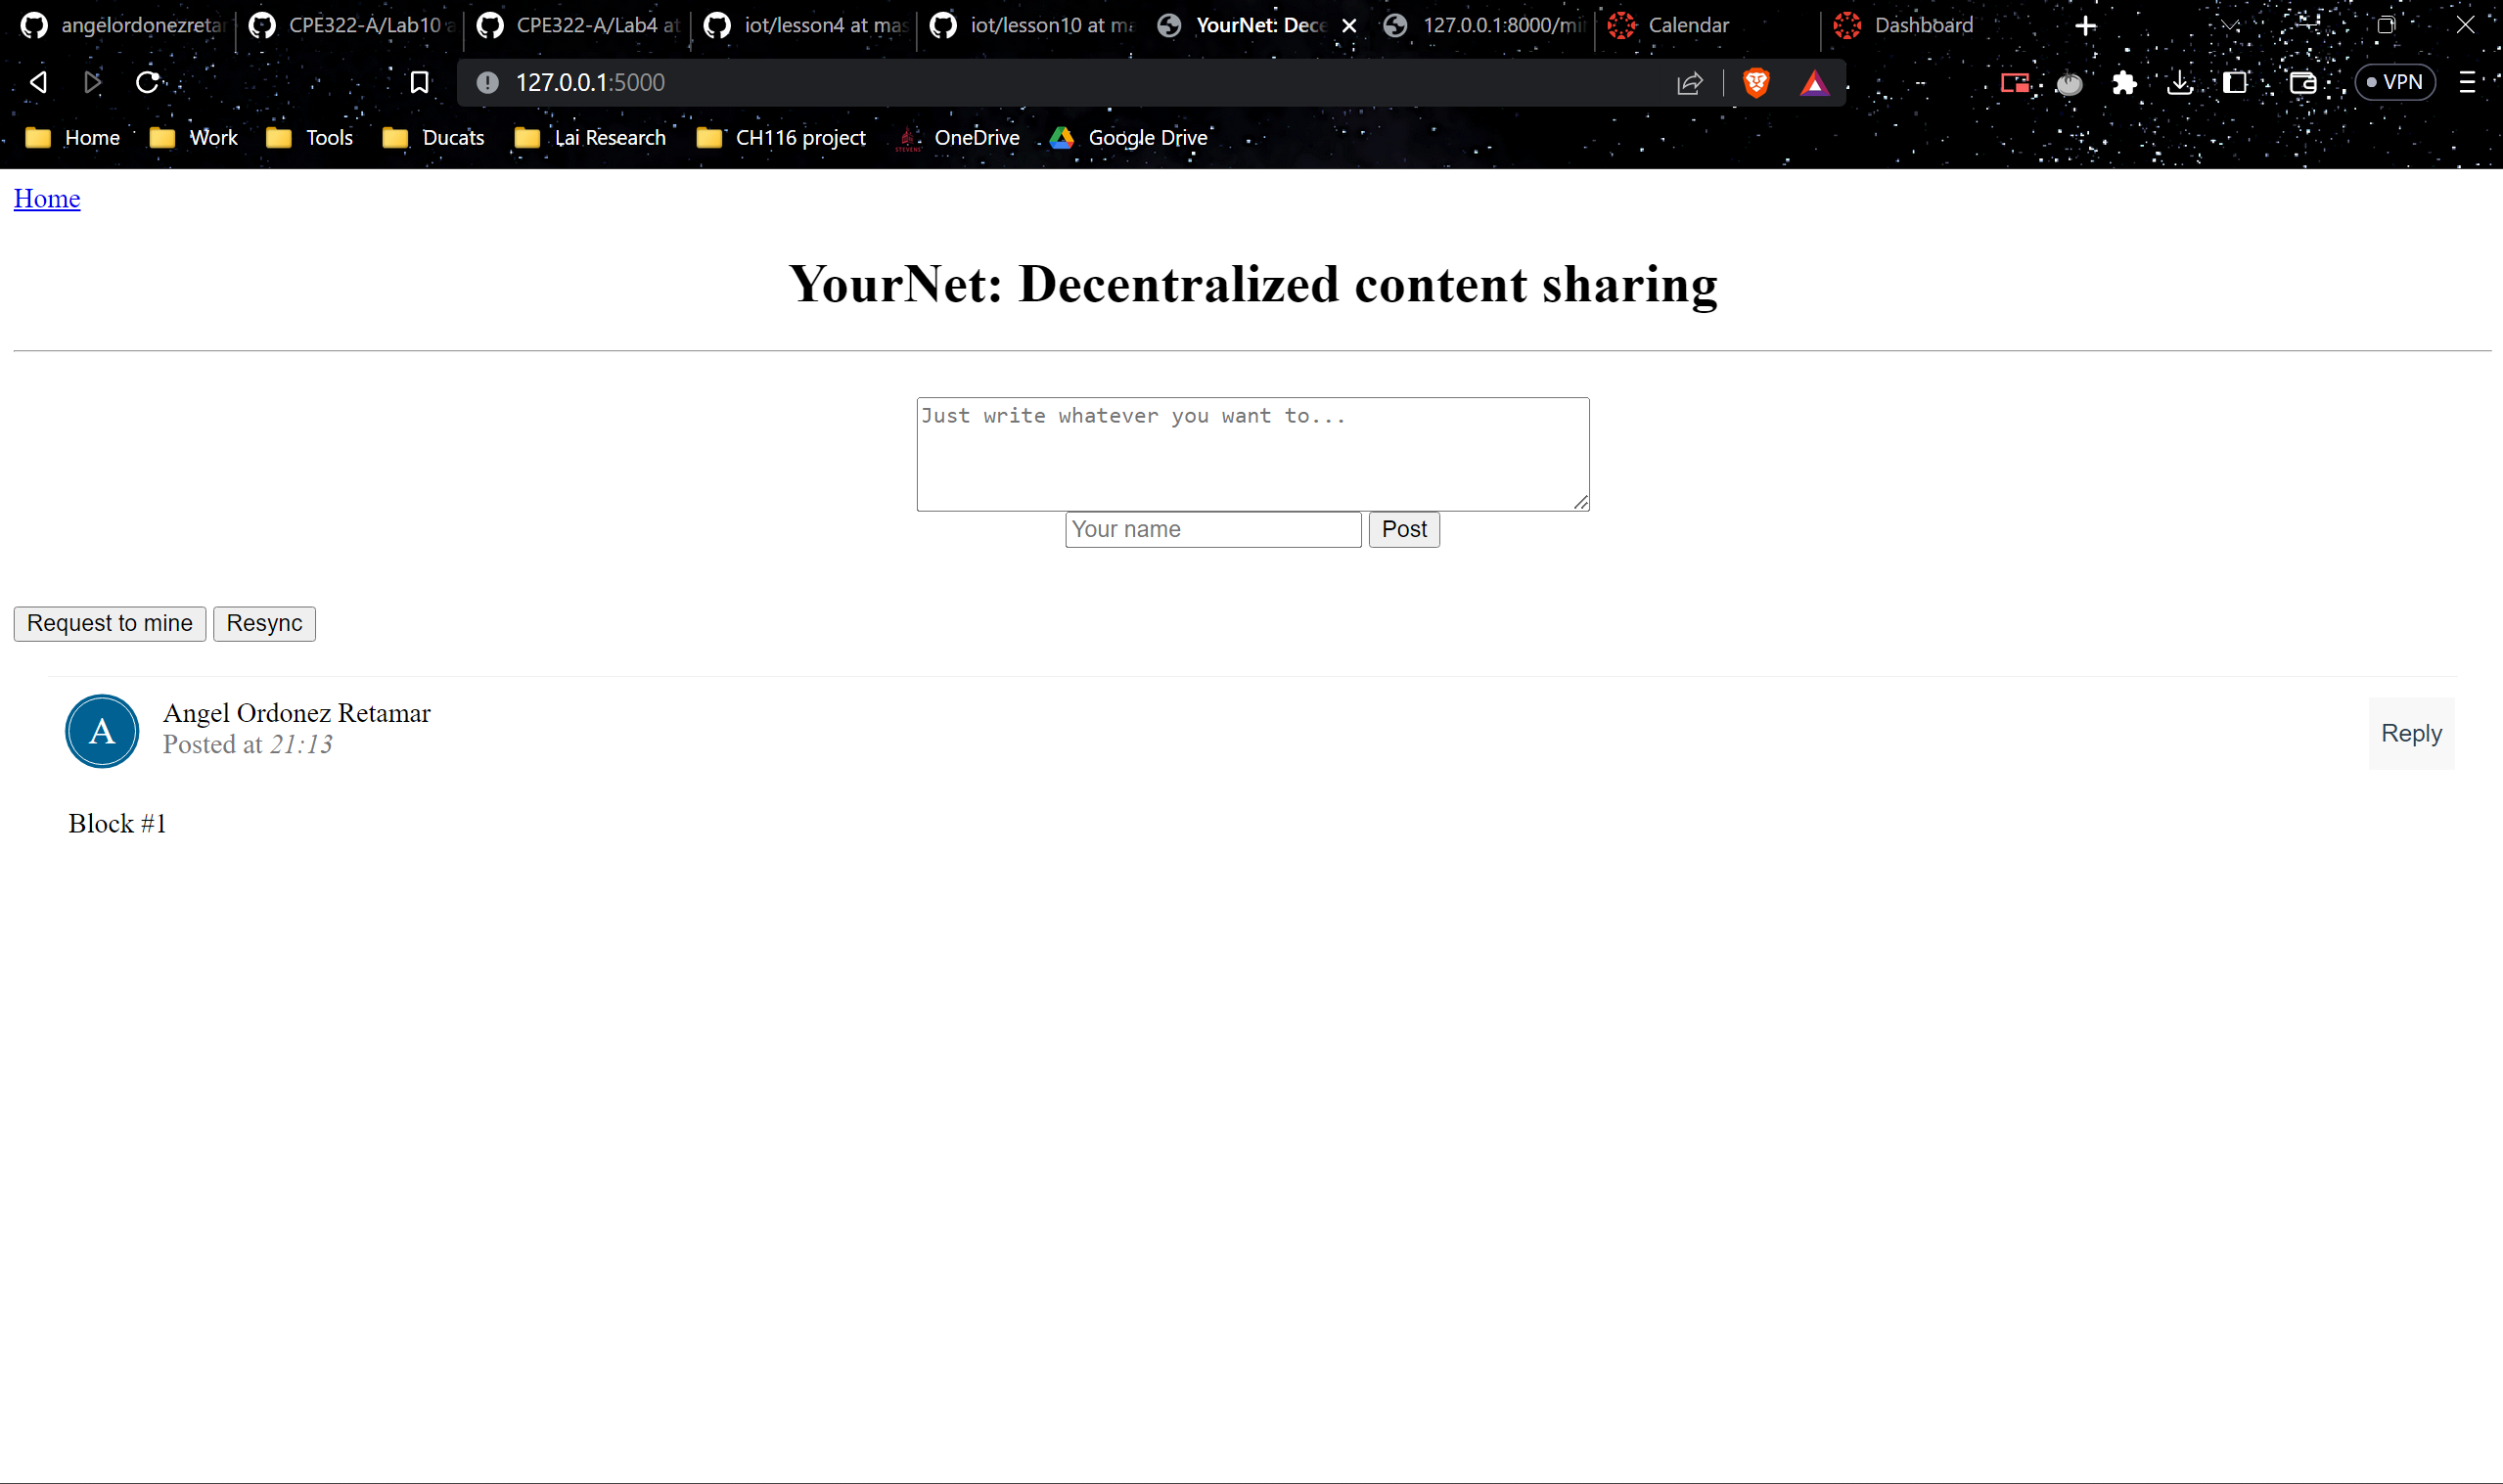 angelordonezretar CPE322-A/Lab10 CPE322-A/Lab4 at iot/lesson4 at mas iot/lesson10 at ma YourNet: Dece 127.0.0.1:8000/mi Calendar Dashboard
127.0.0.1:5000 VPN
Home Work Tools Ducats Lai Research CH116 project STEVENS OneDrive Google Drive
Home
YourNet: Decentralized content sharing
Just write whatever you want to...
Your name Post
Request to mine Resync
A Angel Ordonez Retamar
Posted at 21:13
Reply
Block #1